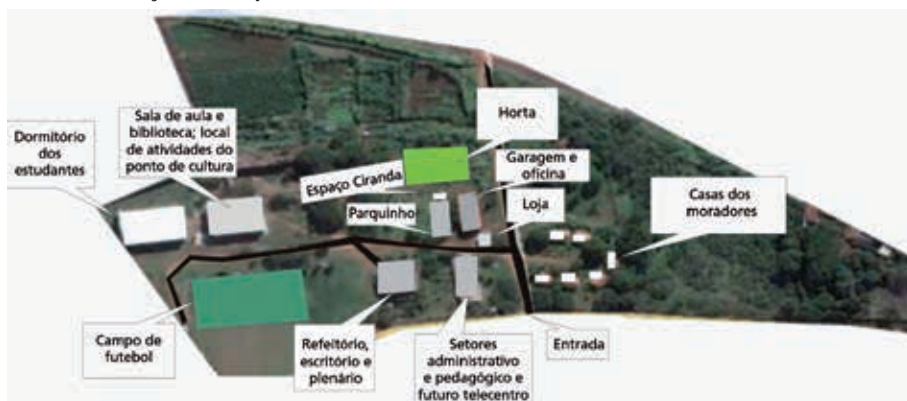 Sala de aula e
biblioteca; local
de atividades do
ponto de cultura
Dormitório
dos
estudantes
Horta
Garagem e
oficina
Espaço Ciranda
Parquinho
Loja
Casas dos
moradores
Campo de
futebol
Refeitório,
escritório e
plenário
Setores
administrativo
e pedagógico e
futuro telecentro
Entrada